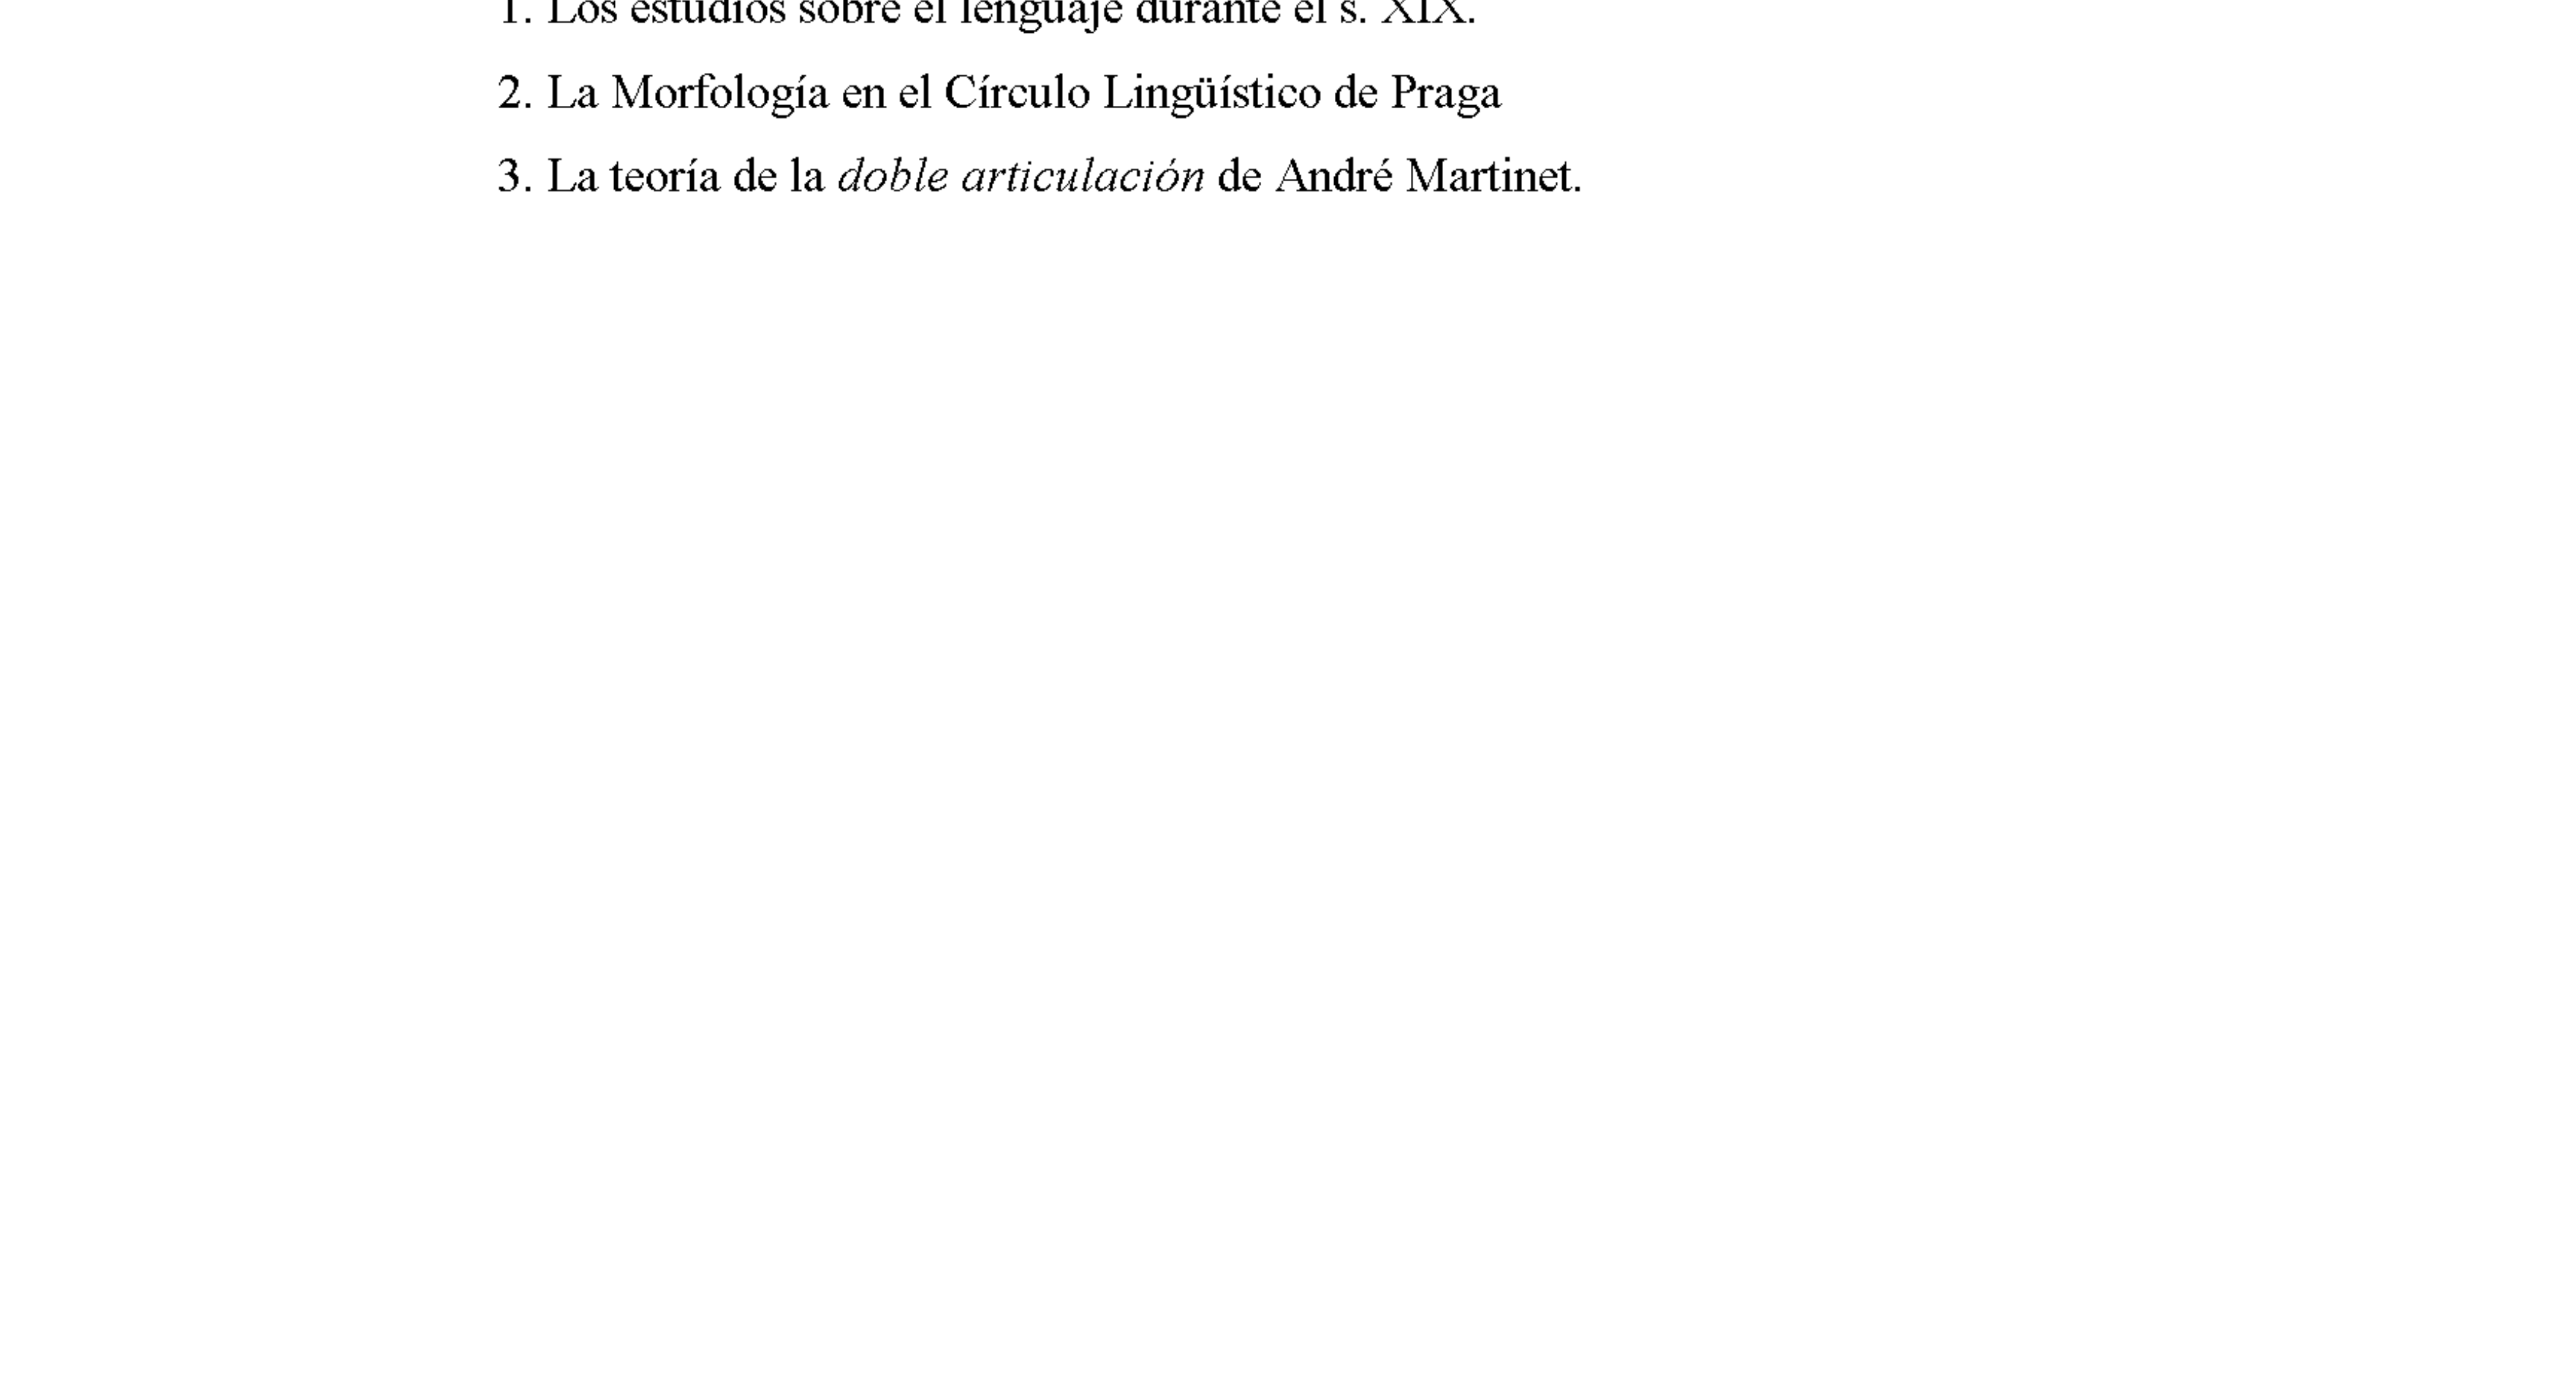 1. Los estudios sobre el lenguaje durante el s. XIX.
2. La Morfología en el Círculo Lingüístico de Praga
3. La teoría de la doble articulación de André Martinet.